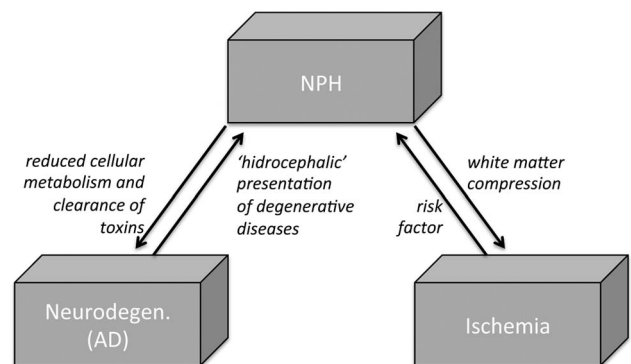 NPH
reduced cellular
metabolism and
clearance of
toxins
‘hidrocephalic’
presentation
of degenerative
diseases
risk
factor
white matter
compression
Neurodegen.
(AD)
Ischemia